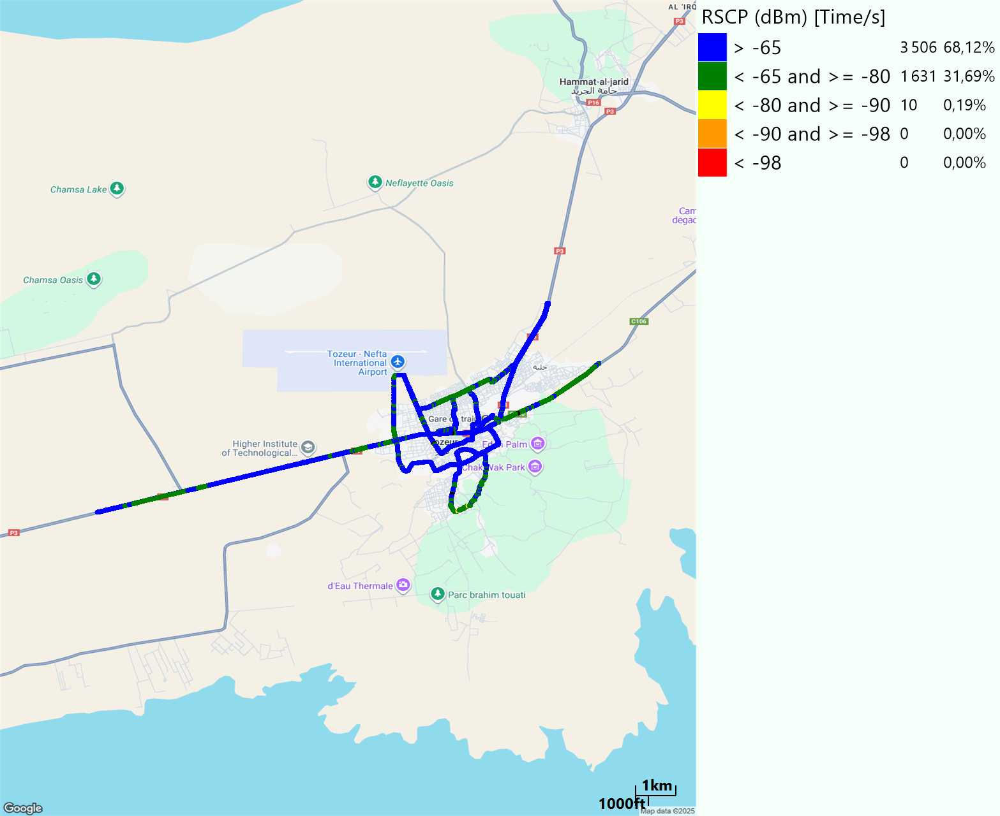 RSCP (dBm) [Time/s]
> -65 3 506 68,12%
< -65 and >= -80 1 631 31,69%
< -80 and >= -90 10 0,19%
< -90 and >= -98 0 0,00%
< -98 0 0,00%
AL 'IRQ
P3
Hammat-al-jarid
حامة الجريد
P16
P3
Chamsa Lake
Neflayette Oasis
Cam
degac
P3
Chamsa Oasis
C106
Tozeur - Nefta
International
Airport
حلبة
Gare
train
Higher Institute
of Technological...
Tozeur
Eden Palm
Chak Wak Park
P3
d'Eau Thermale
Parc brahim touati
1km
1000ft
Google
Map data ©2025